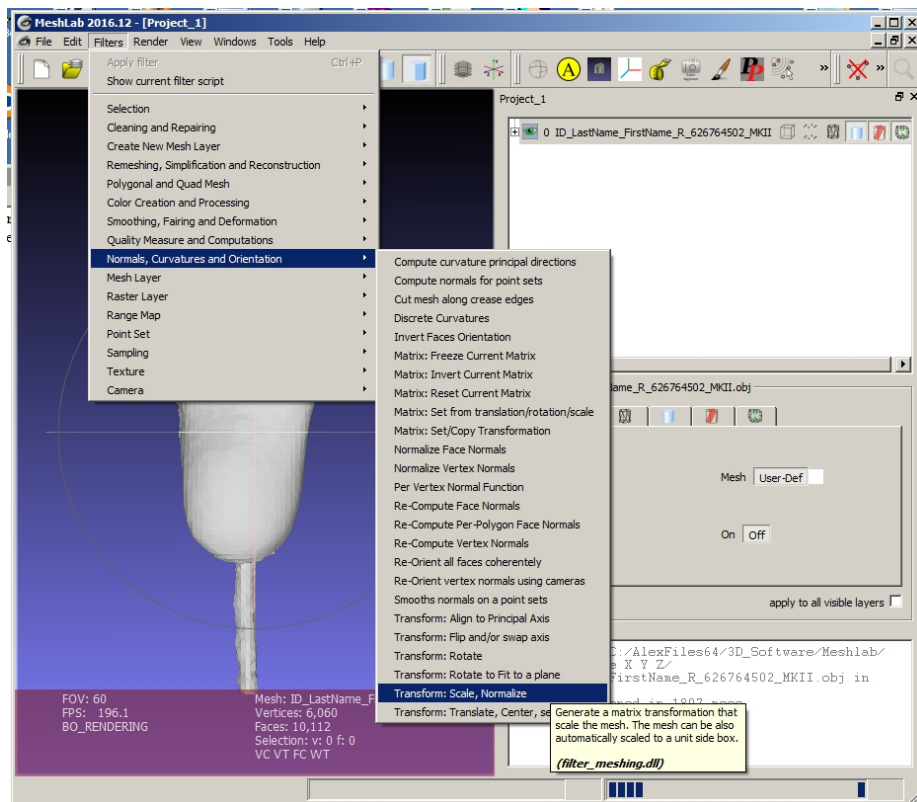 MeshLab 2016.12 - [Project_1]
File Edit Filters Render View Windows Tools Help
Apply filter Ctrl+P
Show current filter script
Selection
Cleaning and Repairing
Create New Mesh Layer
Remeshing, Simplification and Reconstruction
Polygonal and Quad Mesh
Color Creation and Processing
Smoothing, Fairing and Deformation
Quality Measure and Computations
Normals, Curvatures and Orientation
Mesh Layer
Raster Layer
Range Map
Point Set
Sampling
Texture
Camera
Compute curvature principal directions
Compute normals for point sets
Cut mesh along crease edges
Discrete Curvatures
Invert Faces Orientation
Matrix: Freeze Current Matrix
Matrix: Invert Current Matrix
Matrix: Reset Current Matrix
Matrix: Set from translation/rotation/scale
Matrix: Set/Copy Transformation
Normalize Face Normals
Normalize Vertex Normals
Per Vertex Normal Function
Re-Compute Face Normals
Re-Compute Per-Polygon Face Normals
Re-Compute Vertex Normals
Re-Orient all faces coherentely
Re-Orient vertex normals using cameras
Smooths normals on a point sets
Transform: Align to Principal Axis
Transform: Flip and/or swap axis
Transform: Rotate
Transform: Rotate to Fit to a plane
Transform: Scale, Normalize
Transform: Translate, Center, se
Generate a matrix transformation that
scale the mesh. The mesh can be also
automatically scaled to a unit side box.
(filter_meshing.dll)
A
PP
»
»
Project_1
0 ID_LastName_FirstName_R_626764502_MKII
ame_R_626764502_MKII.obj
Mesh User-Def
On Off
apply to all visible layers
C:/AlexFiles64/3D_Software/Meshlab/
e X Y Z/
FirstName_R_626764502_MKII.obj in
ened in 1807 msec
FOV: 60
FPS: 196.1
BO_RENDERING
Mesh: ID_LastName_F
Vertices: 6,060
Faces: 10,112
Selection: v: 0 f: 0
VC VT FC WT